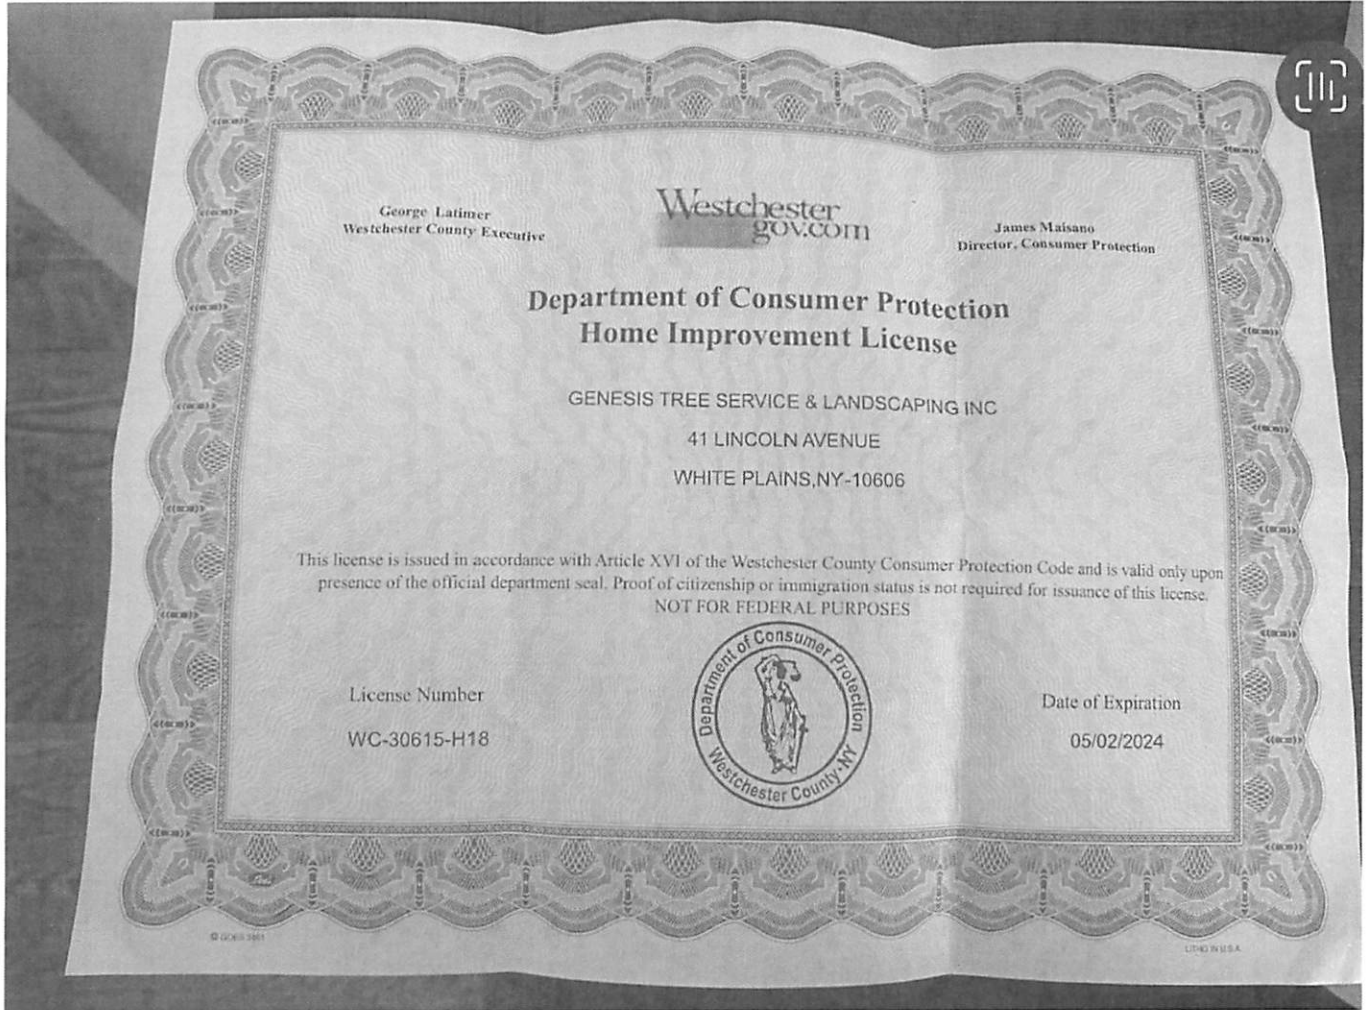 George Latimer
Westchester County Executive
Westchester
gov.com
James Maisano
Director, Consumer Protection
Department of Consumer Protection
Home Improvement License
GENESIS TREE SERVICE & LANDSCAPING INC
41 LINCOLN AVENUE
WHITE PLAINS,NY-10606
This license is issued in accordance with Article XVI of the Westchester County Consumer Protection Code and is valid only upon
presence of the official department seal. Proof of citizenship or immigration status is not required for issuance of this license.
NOT FOR FEDERAL PURPOSES
License Number
WC-30615-H18
Department of Consumer Protection
Westchester County • NY
Date of Expiration
05/02/2024
LITHO IN U.S.A.